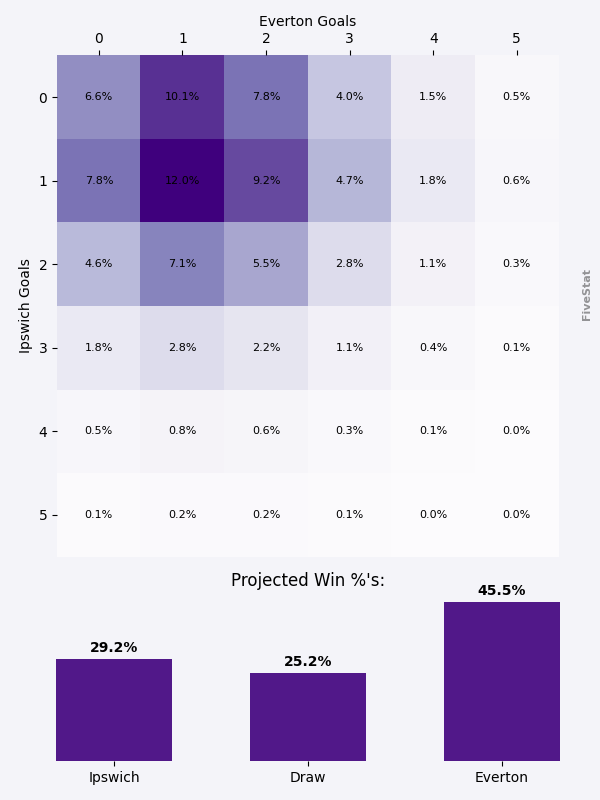 Everton Goals
0 1 2 3 4 5
0 6.6% 10.1% 7.8% 4.0% 1.5% 0.5%
1 7.8% 12.0% 9.2% 4.7% 1.8% 0.6%
2 4.6% 7.1% 5.5% 2.8% 1.1% 0.3%
3 1.8% 2.8% 2.2% 1.1% 0.4% 0.1%
4 0.5% 0.8% 0.6% 0.3% 0.1% 0.0%
5 0.1% 0.2% 0.2% 0.1% 0.0% 0.0%
Ipswich Goals
FiveStat
Projected Win %'s:
29.2% 25.2% 45.5%
Ipswich Draw Everton